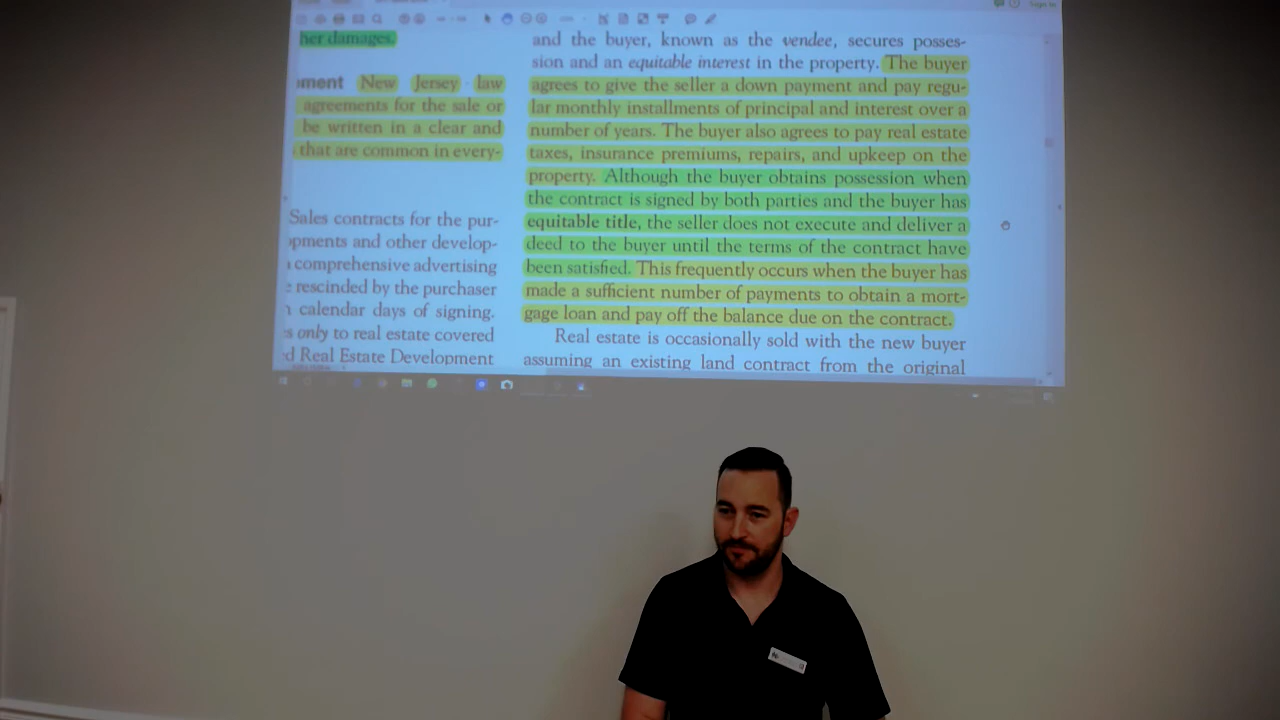 Sign in
her damages.
ment New Jersey law
agreements for the sale or
be written in a clear and
that are common in every-
Sales contracts for the pur-
opments and other develop-
comprehensive advertising
rescinded by the purchaser
calendar days of signing.
only to real estate covered
Real Estate Development
and the buyer, known as the vendee, secures posses-
sion and an equitable interest in the property. The buyer
agrees to give the seller a down payment and pay regu-
lar monthly installments of principal and interest over a
number of years. The buyer also agrees to pay real estate
taxes, insurance premiums, repairs, and upkeep on the
property. Although the buyer obtains possession when
the contract is signed by both parties and the buyer has
equitable title, the seller does not execute and deliver a
deed to the buyer until the terms of the contract have
been satisfied. This frequently occurs when the buyer has
made a sufficient number of payments to obtain a mort-
gage loan and pay off the balance due on the contract.
Real estate is occasionally sold with the new buyer
assuming an existing land contract from the original